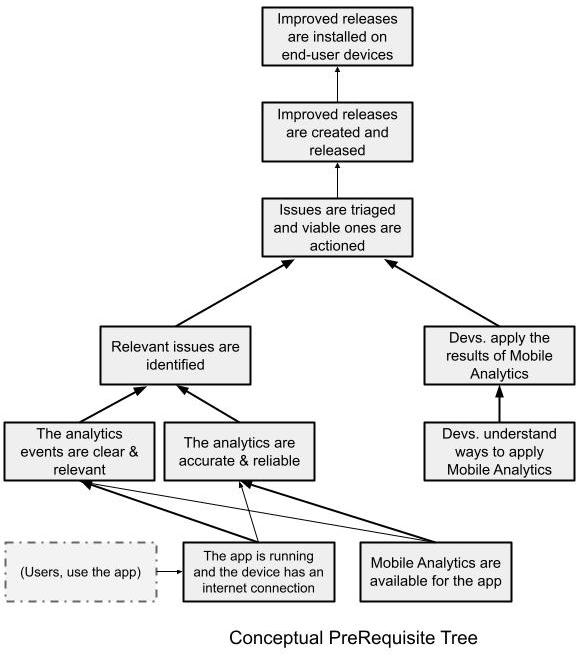 Improved releases
are installed on
end-user devices
Improved releases
are created and
released
Issues are triaged
and viable ones are
actioned
Relevant issues are
identified
Devs. apply the
results of Mobile
Analytics
The analytics
events are clear &
relevant
The analytics are
accurate & reliable
Devs. understand
ways to apply
Mobile Analytics
(Users, use the app)
The app is running
and the device has an
internet connection
Mobile Analytics are
available for the app
Conceptual PreRequisite Tree